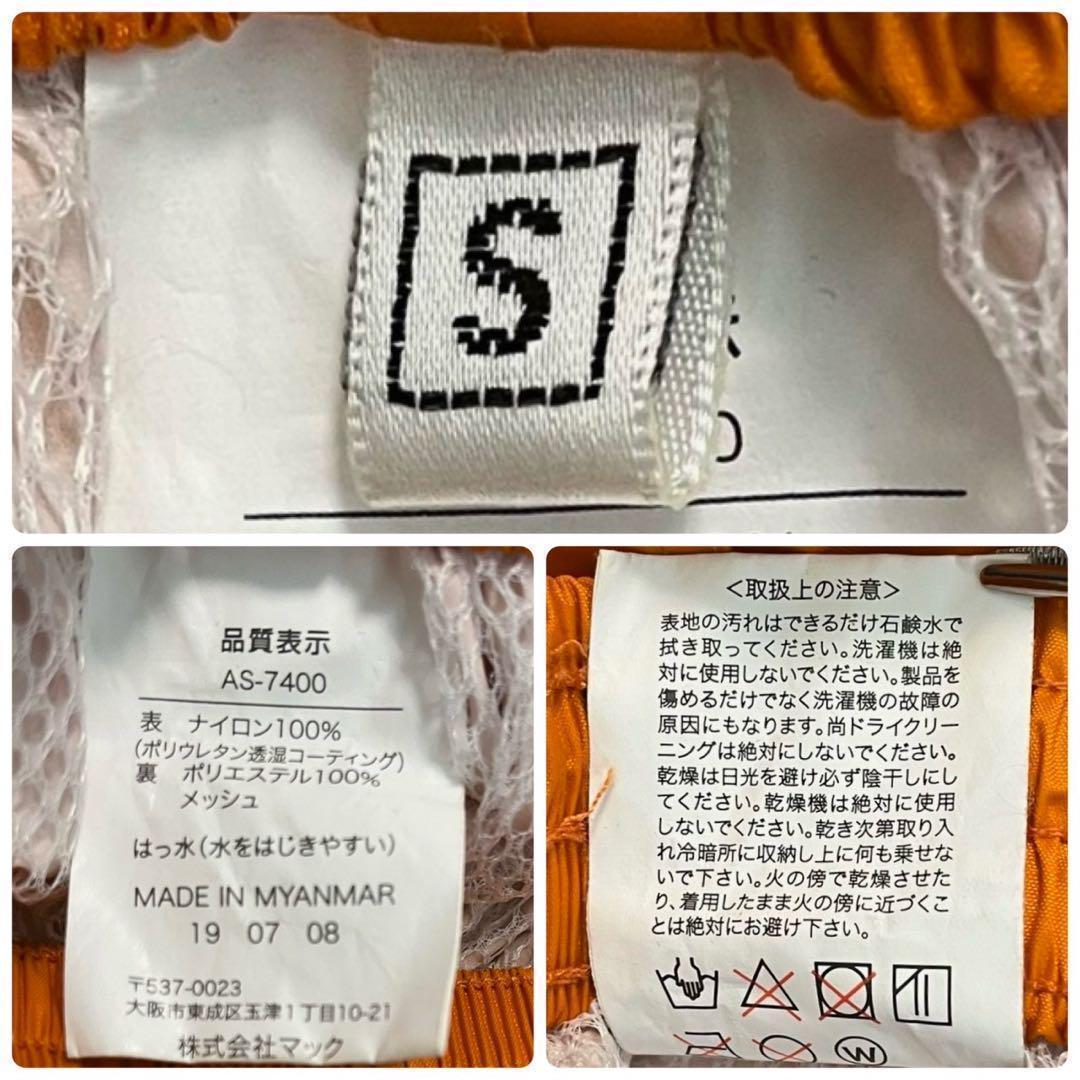 S
品質表示
AS-7400
表 ナイロン100%
(ポリウレタン透湿コーティング)
裏 ポリエステル100%
メッシュ
はっ水(水をはじきやすい)
MADE IN MYANMAR
19 07 08
〒537-0023
大阪市東成区玉津1丁目10-21
株式会社マック
<取扱上の注意>
表地の汚れはできるだけ石鹸水で
拭き取ってください。洗濯機は絶
対に使用しないでください。製品を
傷めるだけでなく洗濯機の故障の
原因にもなります。尚ドライクリー
ニングは絶対にしないでください。
乾燥は日光を避け必ず陰干しにし
てください。乾燥機は絶対に使用
しないでください。乾き次第取り入
れ冷暗所に収納し上に何も乗せな
いで下さい。火の傍で乾燥させた
り、着用したまま火の傍に近づくこ
とは絶対にお避け下さい。
W